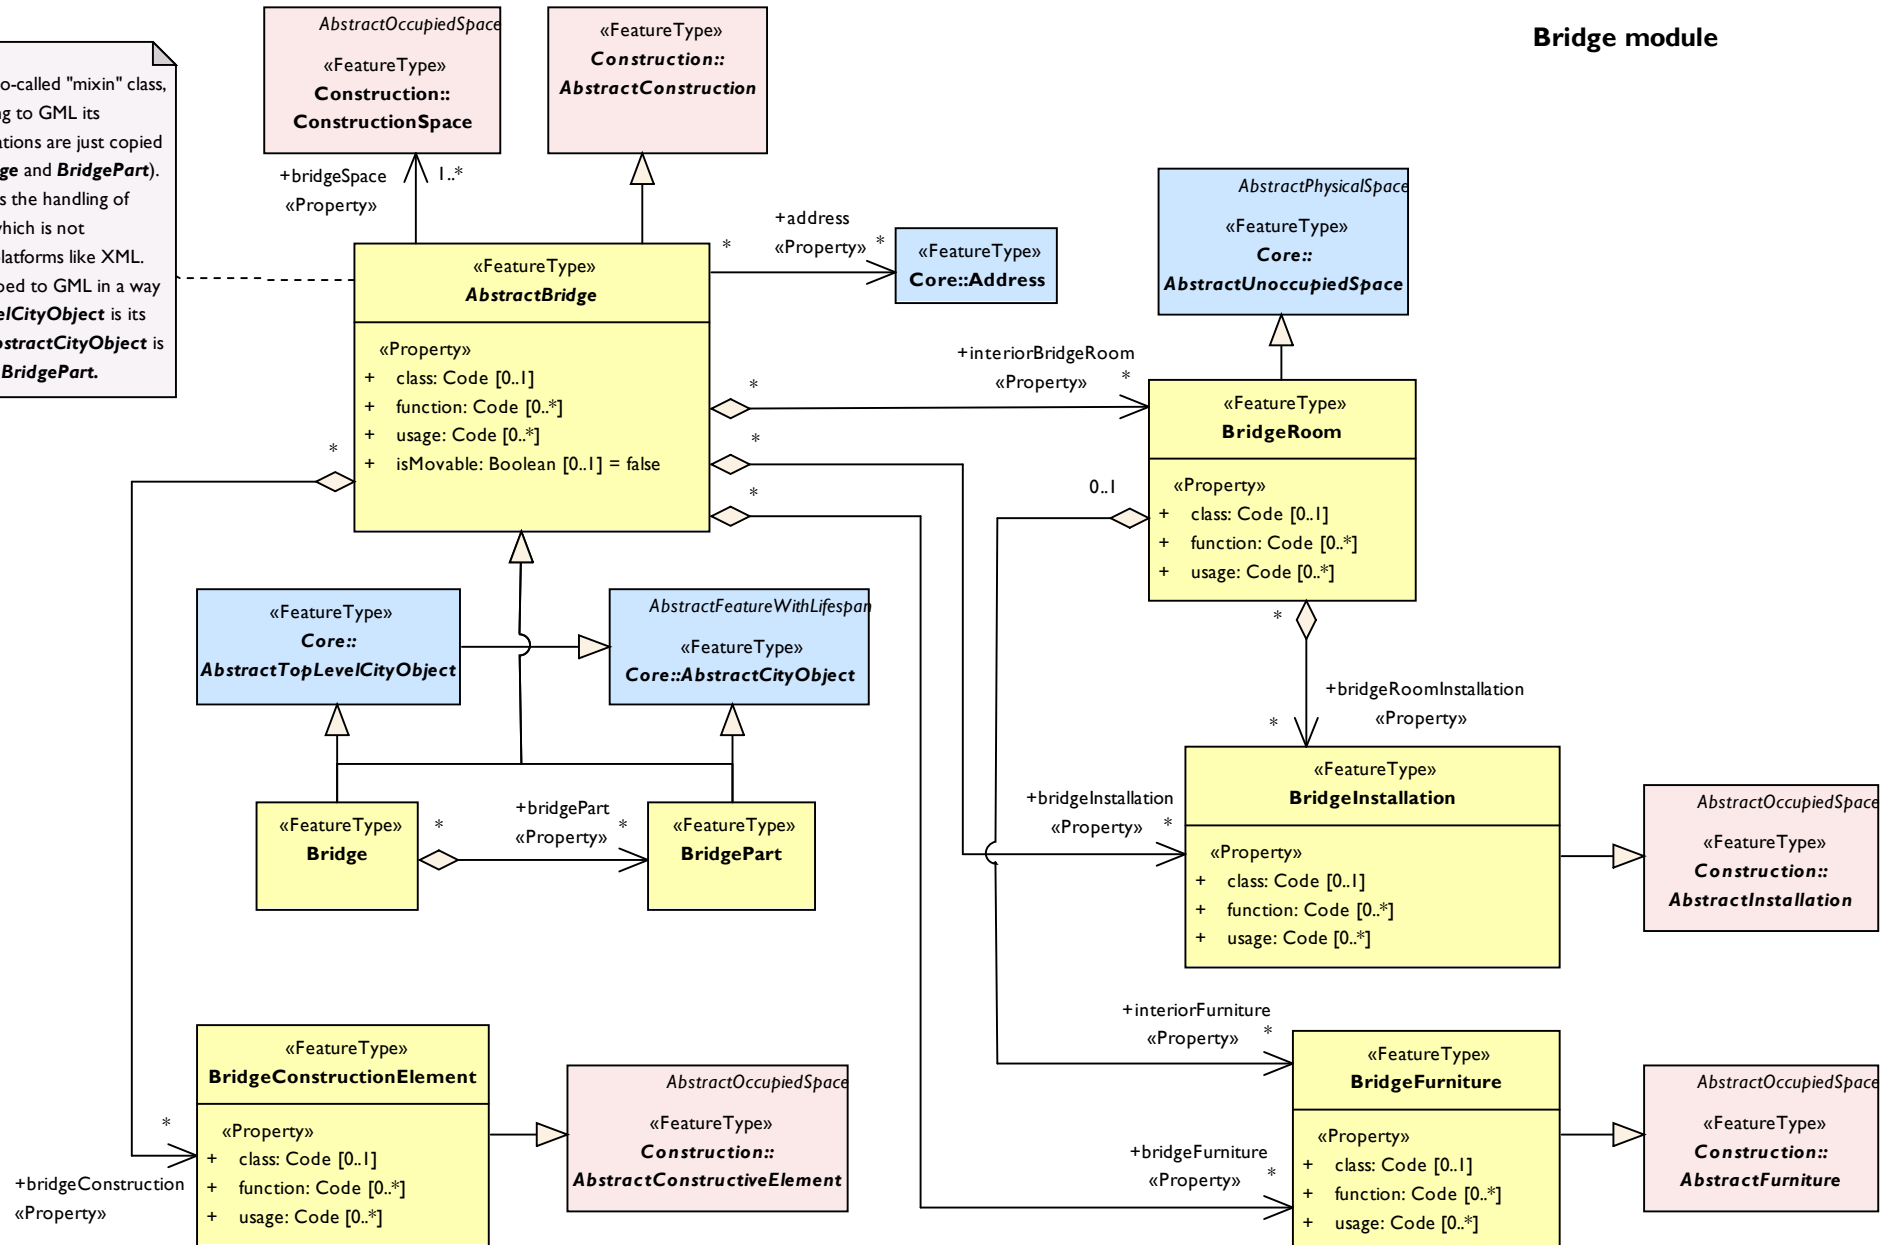 Bridge module
o-called "mixin" class,
g to GML its
ations are just copied
ge and BridgePart).
s the handling of
which is not
latforms like XML.
ped to GML in a way
elCityObject is its
bstractCityObject is
BridgePart.
AbstractOccupiedSpace
«FeatureType»
Construction::
ConstructionSpace
«FeatureType»
Construction::
AbstractConstruction
+bridgeSpace
«Property»
1..*
«FeatureType»
AbstractBridge
«Property»
+ class: Code [0..1]
+ function: Code [0..*]
+ usage: Code [0..*]
+ isMovable: Boolean [0..1] = false
*
+address
«Property»
*
«FeatureType»
Core::Address
AbstractPhysicalSpace
«FeatureType»
Core::
AbstractUnoccupiedSpace
+interiorBridgeRoom
«Property»
*
*
*
*
*
«FeatureType»
BridgeRoom
«Property»
+ class: Code [0..1]
+ function: Code [0..*]
+ usage: Code [0..*]
0..1
*
+bridgeRoomInstallation
«Property»
*
«FeatureType»
Core::
AbstractTopLevelCityObject
AbstractFeatureWithLifespan
«FeatureType»
Core::AbstractCityObject
«FeatureType»
Bridge
*
+bridgePart
«Property»
*
«FeatureType»
BridgePart
+bridgeInstallation
«Property»
*
«FeatureType»
BridgeInstallation
«Property»
+ class: Code [0..1]
+ function: Code [0..*]
+ usage: Code [0..*]
AbstractOccupiedSpace
«FeatureType»
Construction::
AbstractInstallation
*
+bridgeConstruction
«Property»
«FeatureType»
BridgeConstructionElement
«Property»
+ class: Code [0..1]
+ function: Code [0..*]
+ usage: Code [0..*]
AbstractOccupiedSpace
«FeatureType»
Construction::
AbstractConstructiveElement
+interiorFurniture
«Property»
*
+bridgeFurniture
«Property»
*
«FeatureType»
BridgeFurniture
«Property»
+ class: Code [0..1]
+ function: Code [0..*]
+ usage: Code [0..*]
AbstractOccupiedSpace
«FeatureType»
Construction::
AbstractFurniture